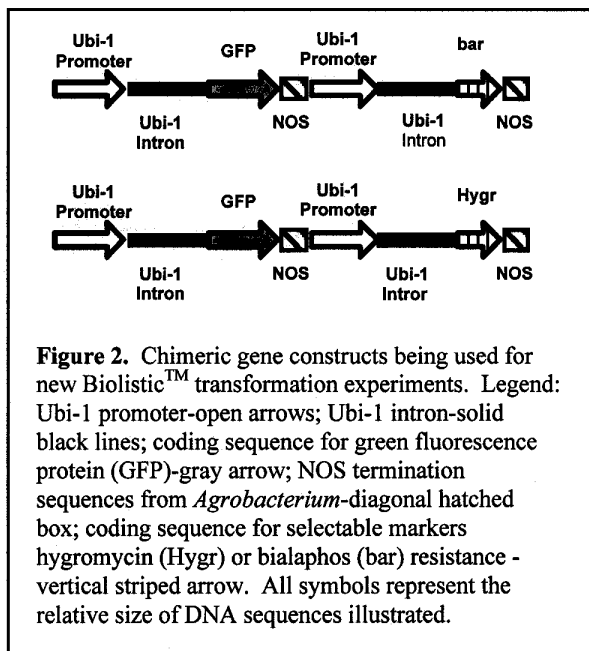 Ubi-1 Promoter GFP Ubi-1 Promoter bar
Ubi-1 Intron NOS Ubi-1 Intron NOS
Ubi-1 Promoter GFP Ubi-1 Promoter Hygr
Ubi-1 Intron NOS Ubi-1 Intror NOS
Figure 2. Chimeric gene constructs being used for
new Biolistic™ transformation experiments. Legend:
Ubi-1 promoter-open arrows; Ubi-1 intron-solid
black lines; coding sequence for green fluorescence
protein (GFP)-gray arrow; NOS termination
sequences from Agrobacterium-diagonal hatched
box; coding sequence for selectable markers
hygromycin (Hygr) or bialaphos (bar) resistance -
vertical striped arrow. All symbols represent the
relative size of DNA sequences illustrated.